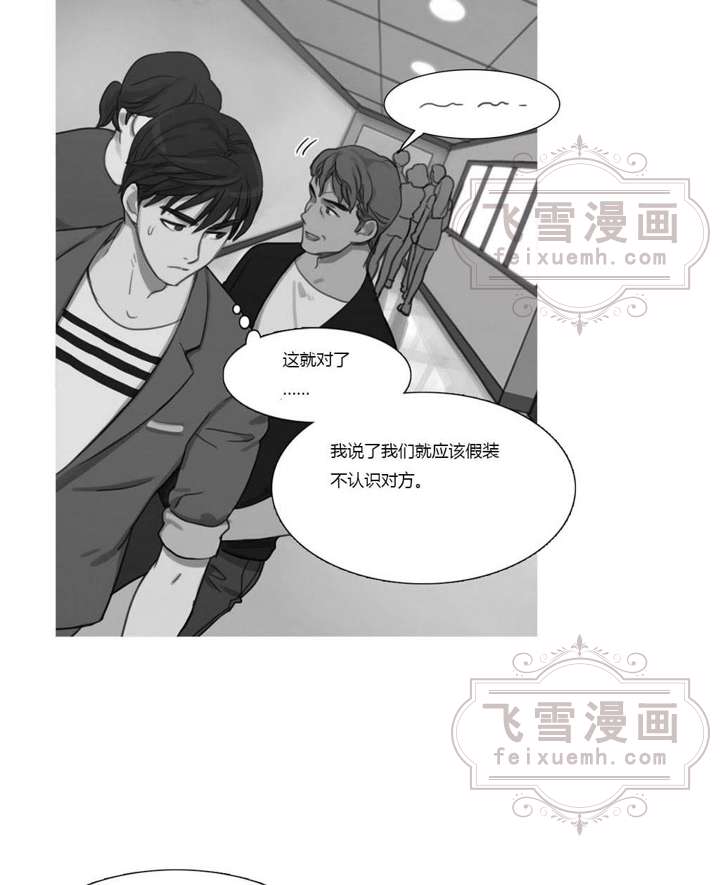 飞雪漫画
feixuemh.com
这就对了
......
我说了我们就应该假装
不认识对方。
飞雪漫画
feixuemh.com